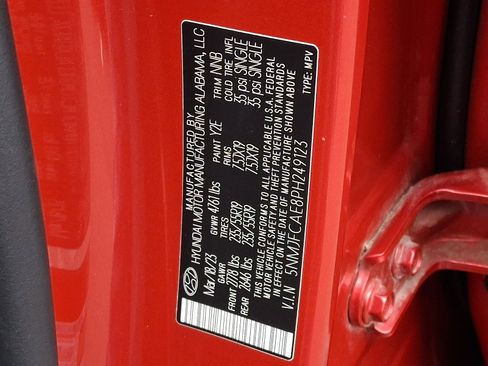 MANUFACTURED BY
HYUNDAI MOTOR MANUFACTURING ALABAMA, LLC
Mar/18/23 GVWR 4761 lbs PAINT Y2E TRIM NNB
GAWR TIRES RIMS COLD TIRE INFL
FRONT 2778 lbs 235/55R19 7.5DX19 35 psi SINGLE
REAR 2646 lbs 235/55R19 7.5DX19 35 psi SINGLE
THIS VEHICLE CONFORMS TO ALL APPLICABLE U.S.A. FEDERAL
MOTOR VEHICLE SAFETY AND THEFT PREVENTION STANDARDS
IN EFFECT ON THE DATE OF MANUFACTURE SHOWN ABOVE
V.I.N 5NMJFCAE8PH249123 TYPE: MPV